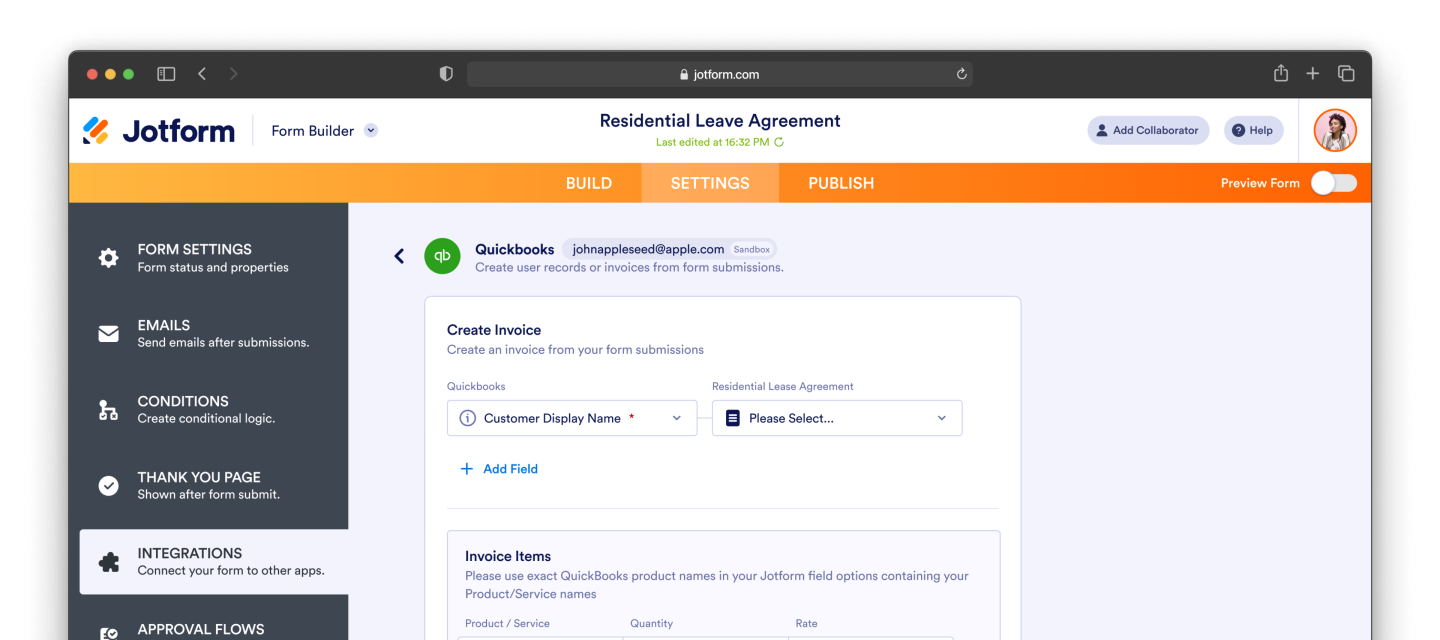 jotform.com
Jotform
Form Builder
Residential Leave Agreement
Last edited at 16:32 PM
Add Collaborator
Help
BUILD
SETTINGS
PUBLISH
Preview Form
FORM SETTINGS
Form status and properties
EMAILS
Send emails after submissions.
CONDITIONS
Create conditional logic.
THANK YOU PAGE
Shown after form submit.
INTEGRATIONS
Connect your form to other apps.
APPROVAL FLOWS
qb
Quickbooks johnappleseed@apple.com Sandbox
Create user records or invoices from form submissions.
Create Invoice
Create an invoice from your form submissions
Quickbooks
Residential Lease Agreement
Customer Display Name *
Please Select...
+ Add Field
Invoice Items
Please use exact QuickBooks product names in your Jotform field options containing your
Product/Service names
Product / Service
Quantity
Rate